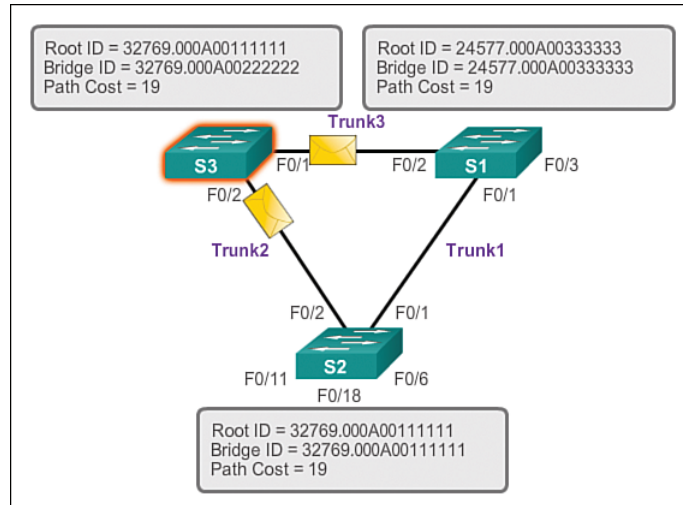 Root ID = 32769.000A00111111
Bridge ID = 32769.000A00222222
Path Cost = 19
Root ID = 24577.000A00333333
Bridge ID = 24577.000A00333333
Path Cost = 19
Trunk3
S3
F0/1
F0/2
S1
F0/3
F0/2
F0/1
Trunk2
Trunk1
F0/2
F0/1
S2
F0/11
F0/6
F0/18
Root ID = 32769.000A00111111
Bridge ID = 32769.000A00111111
Path Cost = 19